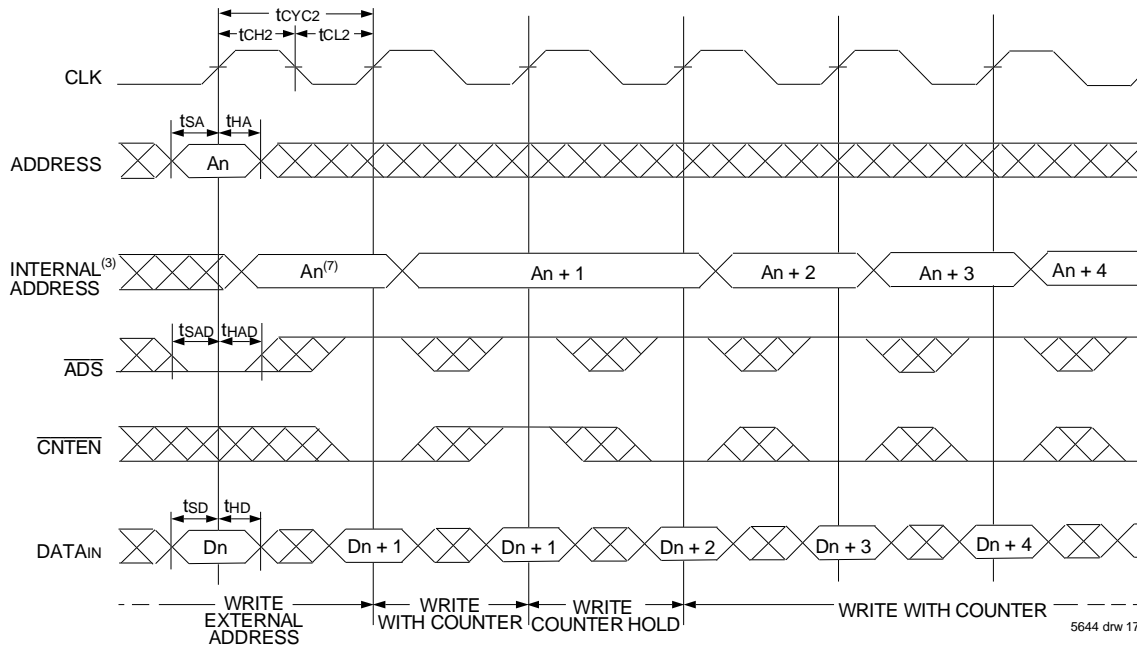 tCYC2
tCH2 tCL2
CLK
tSA tHA
ADDRESS An
INTERNAL(3)
ADDRESS
An(7) An + 1 An + 2 An + 3 An + 4
tSAD tHAD
ADS
CNTEN
tSD tHD
DATAIN Dn Dn + 1 Dn + 1 Dn + 2 Dn + 3 Dn + 4
WRITE
EXTERNAL
ADDRESS
WRITE
WITH COUNTER
WRITE
COUNTER HOLD
WRITE WITH COUNTER
5644 drw 17